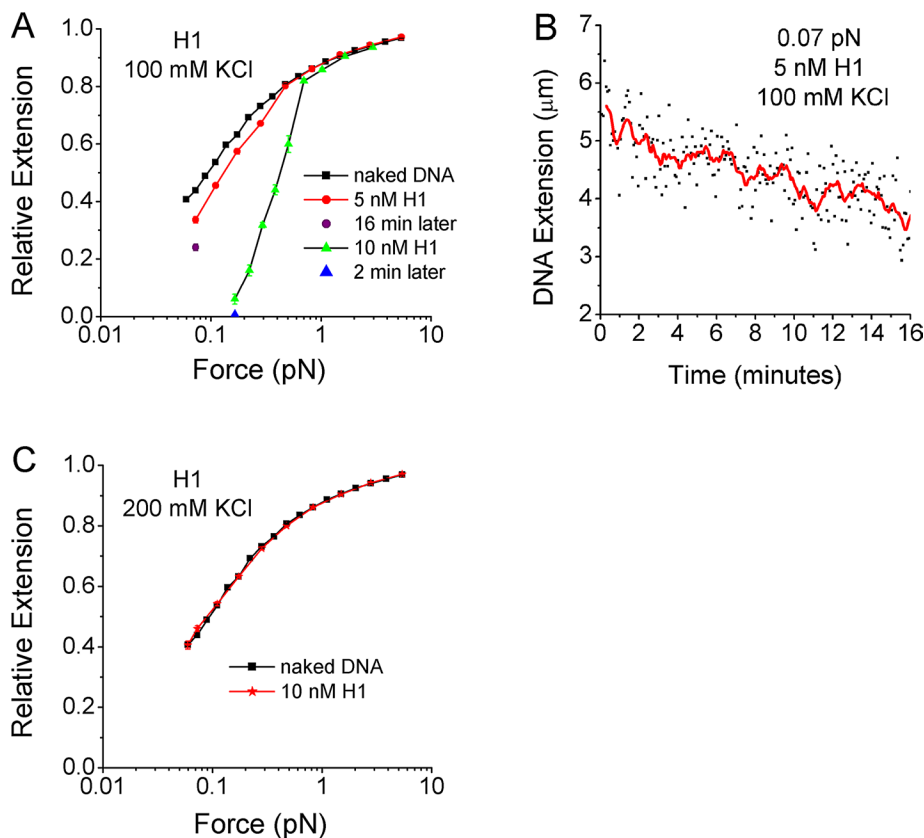 A
H1
100 mM KCl
1.0
0.8
0.6
0.4
0.2
0.0
Relative Extension
naked DNA
5 nM H1
16 min later
10 nM H1
2 min later
0.01 0.1 1 10
Force (pN)
B
0.07 pN
5 nM H1
100 mM KCl
7
6
5
4
3
2
DNA Extension (μm)
0 2 4 6 8 10 12 14 16
Time (minutes)
C
H1
200 mM KCl
1.0
0.8
0.6
0.4
0.2
0.0
Relative Extension
naked DNA
10 nM H1
0.01 0.1 1 10
Force (pN)